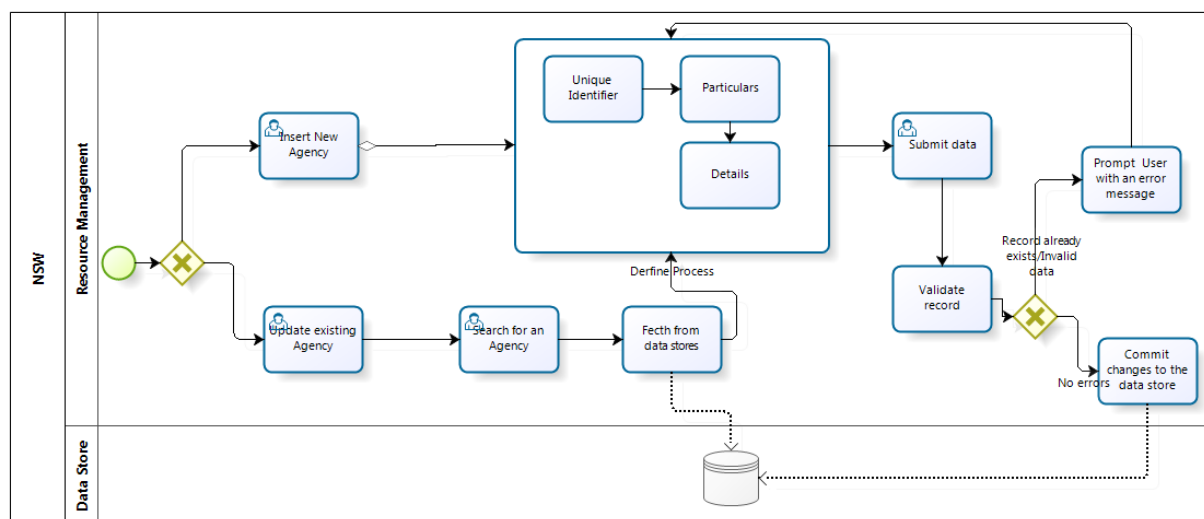 NSW
Resource Management
Data Store
Insert New
Agency
Update existing
Agency
Search for an
Agency
Fecth from
data stores
Unique
Identifier
Particulars
Details
Derfine Process
Submit data
Validate
record
Record already
exists/Invalid
data
Prompt User
with an error
message
No errors
Commit
changes to the
data store